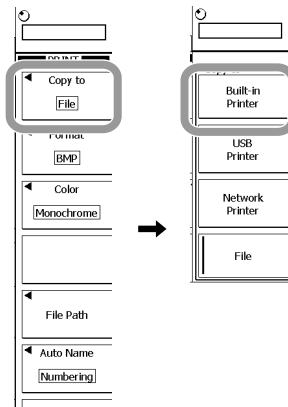 PRINT
Copy to
File
Format
BMP
Color
Monochrome
File Path
Auto Name
Numbering
Built-in
Printer
USB
Printer
Network
Printer
File